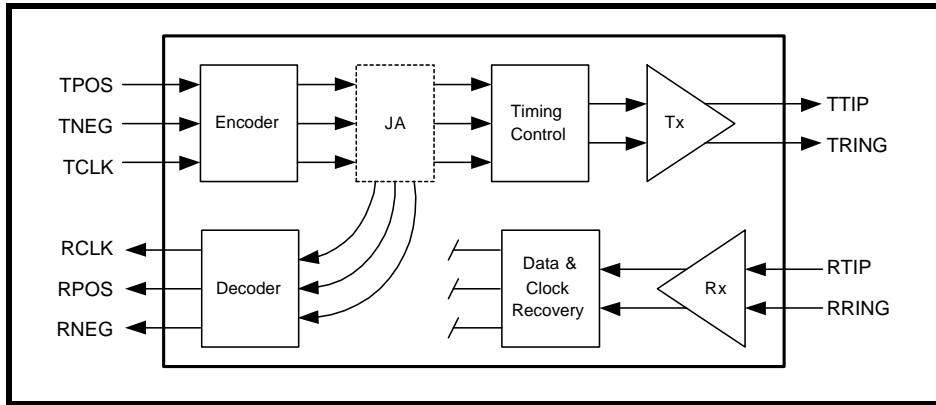 TPOS
TNEG
TCLK
Encoder
JA
Timing
Control
Tx
TTIP
TRING
RCLK
RPOS
RNEG
Decoder
Data &
Clock
Recovery
Rx
RTIP
RRING